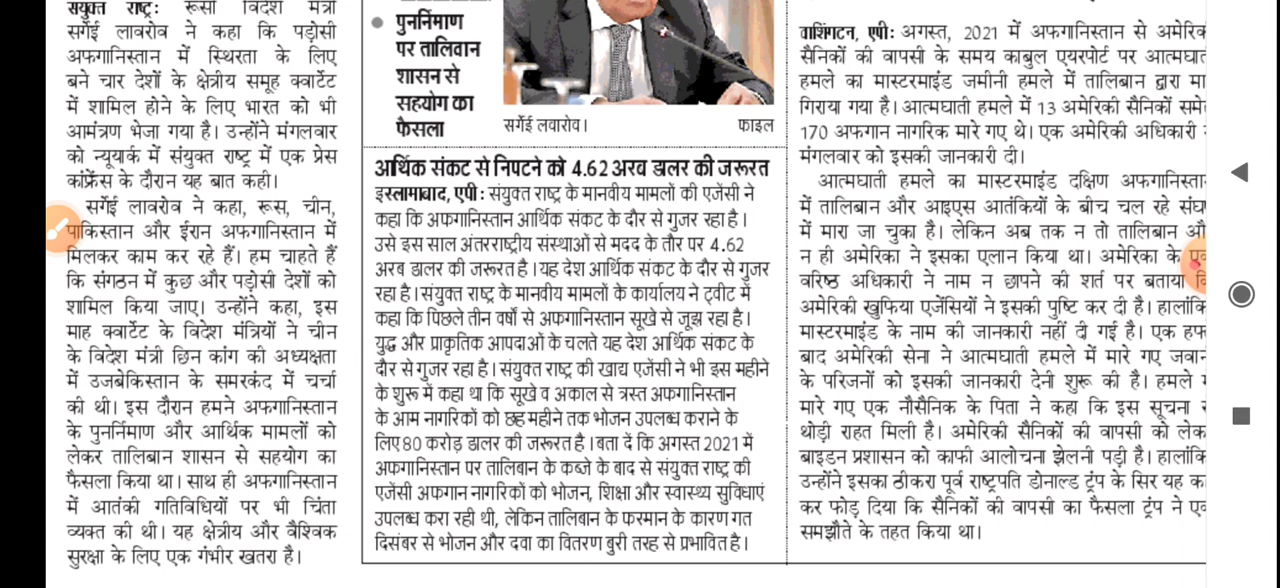 संयुक्त राष्ट्र: रूसी विदेश मंत्री
सर्गेई लावरोव ने कहा कि पड़ोसी
अफगानिस्तान में स्थिरता के लिए
बने चार देशों के क्षेत्रीय समूह क्वार्टेट
में शामिल होने के लिए भारत को भी
आमंत्रण भेजा गया है। उन्होंने मंगलवार
को न्यूयार्क में संयुक्त राष्ट्र में एक प्रेस
कांफ्रेंस के दौरान यह बात कही।
सर्गेई लावरोव ने कहा, रूस, चीन,
पाकिस्तान और ईरान अफगानिस्तान में
मिलकर काम कर रहे हैं। हम चाहते हैं
कि संगठन में कुछ और पड़ोसी देशों को
शामिल किया जाए। उन्होंने कहा, इस
माह क्वार्टेट के विदेश मंत्रियों ने चीन
के विदेश मंत्री छिन कांग की अध्यक्षता
में उजबेकिस्तान के समरकंद में चर्चा
की थी। इस दौरान हमने अफगानिस्तान
के पुनर्निमाण और आर्थिक मामलों को
लेकर तालिबान शासन से सहयोग का
फैसला किया था। साथ ही अफगानिस्तान
में आतंकी गतिविधियों पर भी चिंता
व्यक्त की थी। यह क्षेत्रीय और वैश्विक
सुरक्षा के लिए एक गंभीर खतरा है।
● पुनर्निमाण
पर तालिवान
शासन से
सहयोग का
फैसला
सर्गेई लवारोव। फाइल
आर्थिक संकट से निपटने को 4.62 अरब डालर की जरूरत
इस्लामाबाद, एपी: संयुक्त राष्ट्र के मानवीय मामलों की एजेंसी ने
कहा कि अफगानिस्तान आर्थिक संकट के दौर से गुजर रहा है।
उसे इस साल अंतरराष्ट्रीय संस्थाओं से मदद के तौर पर 4.62
अरब डालर की जरूरत है। यह देश आर्थिक संकट के दौर से गुजर
रहा है। संयुक्त राष्ट्र के मानवीय मामलों के कार्यालय ने ट्वीट में
कहा कि पिछले तीन वर्षों से अफगानिस्तान सूखे से जूझ रहा है।
युद्ध और प्राकृतिक आपदाओं के चलते यह देश आर्थिक संकट के
दौर से गुजर रहा है। संयुक्त राष्ट्र की खाद्य एजेंसी ने भी इस महीने
के शुरू में कहा था कि सूखे व अकाल से त्रस्त अफगानिस्तान
के आम नागरिकों को छह महीने तक भोजन उपलब्ध कराने के
लिए 80 करोड़ डालर की जरूरत है। बता दें कि अगस्त 2021 में
अफगानिस्तान पर तालिबान के कब्जे के बाद से संयुक्त राष्ट्र की
एजेंसी अफगान नागरिकों को भोजन, शिक्षा और स्वास्थ्य सुविधाएं
उपलब्ध करा रही थी, लेकिन तालिबान के फरमान के कारण गत
दिसंबर से भोजन और दवा का वितरण बुरी तरह से प्रभावित है।
वाशिंगटन, एपी: अगस्त, 2021 में अफगानिस्तान से
सैनिकों की वापसी के समय काबुल एयरपोर्ट पर
हमले का मास्टरमाइंड जमीनी हमले में तालिबान द्वारा
गिराया गया है। आत्मघाती हमले में 13 अमेरिकी सैनिकों
170 अफगान नागरिक मारे गए थे। एक अमेरिकी अधिकारी
मंगलवार को इसकी जानकारी दी।
आत्मघाती हमले का मास्टरमाइंड दक्षिण
में तालिबान और आइएस आतंकियों के बीच चल रहे
में मारा जा चुका है। लेकिन अब तक न तो तालिबान
न ही अमेरिका ने इसका एलान किया था। अमेरिका के
वरिष्ठ अधिकारी ने नाम न छापने की शर्त पर बताया
अमेरिकी खुफिया एजेंसियों ने इसकी पुष्टि कर दी है।
मास्टरमाइंड के नाम की जानकारी नहीं दी गई है। एक
बाद अमेरिकी सेना ने आत्मघाती हमले में मारे गए
के परिजनों को इसकी जानकारी देनी शुरू की है। हमले
मारे गए एक नौसैनिक के पिता ने कहा कि इस सूचना
थोड़ी राहत मिली है। अमेरिकी सैनिकों की वापसी को
बाइडन प्रशासन को काफी आलोचना झेलनी पड़ी है।
उन्होंने इसका ठीकरा पूर्व राष्ट्रपति डोनाल्ड ट्रंप के सिर यह
कर फोड़ दिया कि सैनिकों की वापसी का फैसला ट्रंप ने
समझौते के तहत किया था।